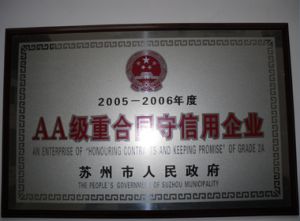 2005-2006年度
AA级重合同守信用企业
AN ENTERPRISE OF "HONOURING CONTRACTS AND KEEPING PROMISE" OF GRADE 2A
苏州市人民政府
THE PEOPLE'S GOVERNMENT OF SUZHOU MUNICIPALITY